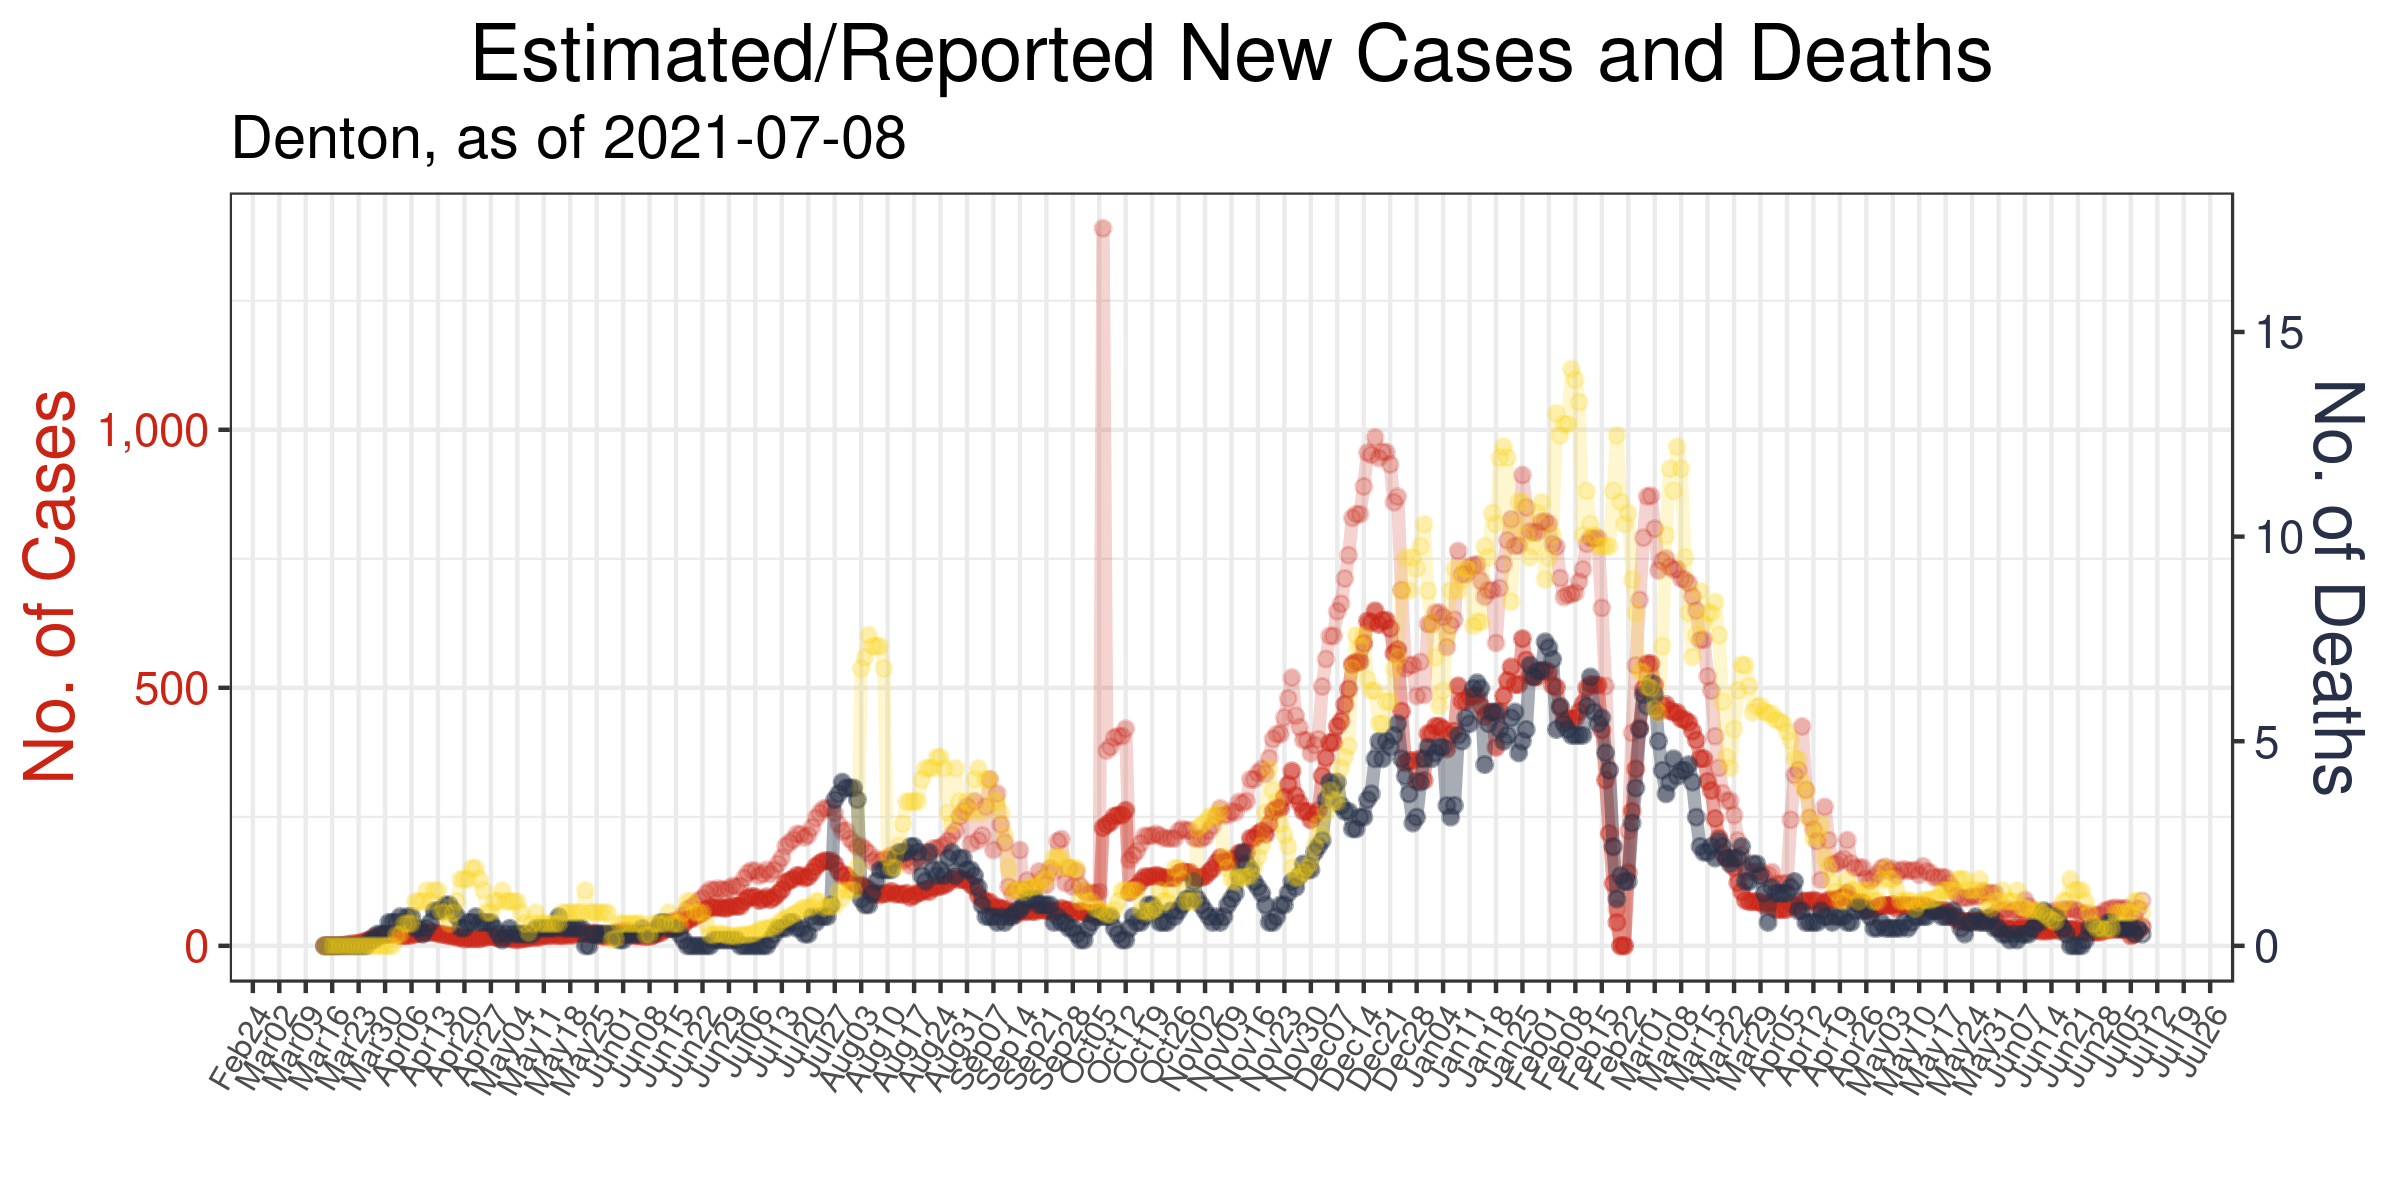 Estimated/Reported New Cases and Deaths
Denton, as of 2021-07-08
No. of Cases
1,000
500
0
15
10
5
0
No. of Deaths
Feb24
Mar02
Mar09
Mar16
Mar23
Mar30
Apr06
Apr13
Apr20
Apr27
May04
May11
May18
May25
Jun01
Jun08
Jun15
Jun22
Jun29
Jul06
Jul13
Jul20
Jul27
Aug03
Aug10
Aug17
Aug24
Aug31
Sep07
Sep14
Sep21
Sep28
Oct05
Oct12
Oct19
Oct26
Nov02
Nov09
Nov16
Nov23
Nov30
Dec07
Dec14
Dec21
Dec28
Jan04
Jan11
Jan18
Jan25
Feb01
Feb08
Feb15
Feb22
Mar01
Mar08
Mar15
Mar22
Mar29
Apr05
Apr12
Apr19
Apr26
May03
May10
May17
May24
May31
Jun07
Jun14
Jun21
Jun28
Jul05
Jul12
Jul19
Jul26